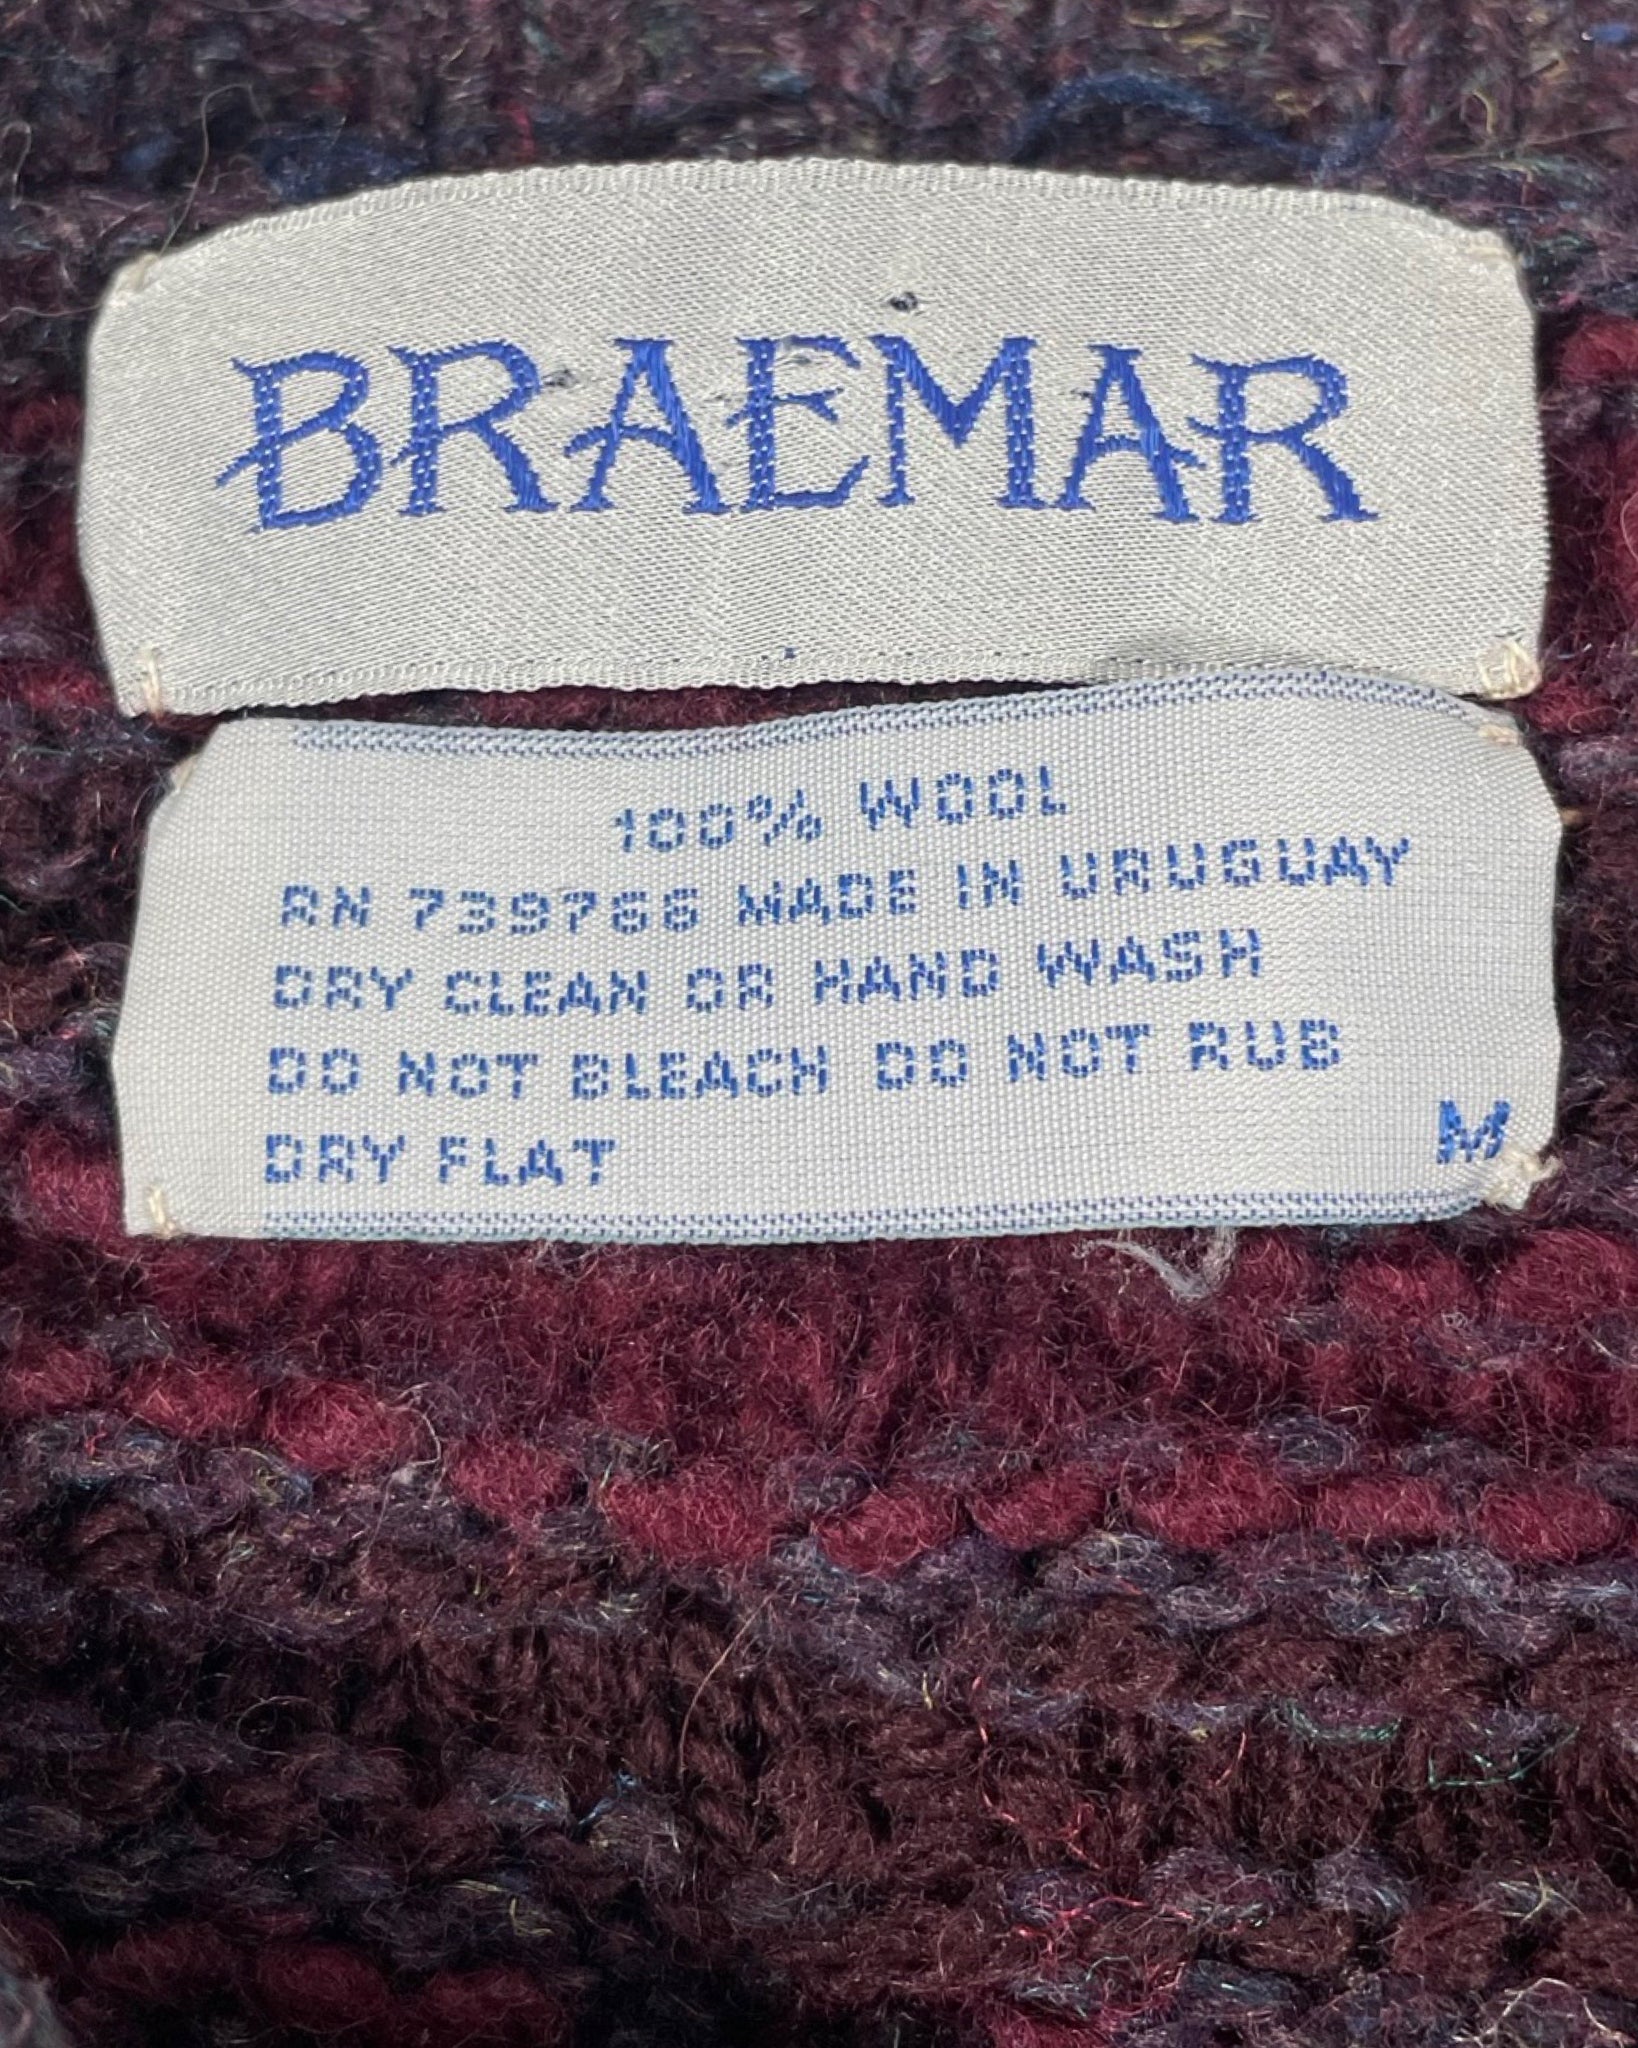 BRAEMAR
100% WOOL
RN 739766 MADE IN URUGUAY
DRY CLEAN OR HAND WASH
DO NOT BLEACH DO NOT RUB
DRY FLAT
M